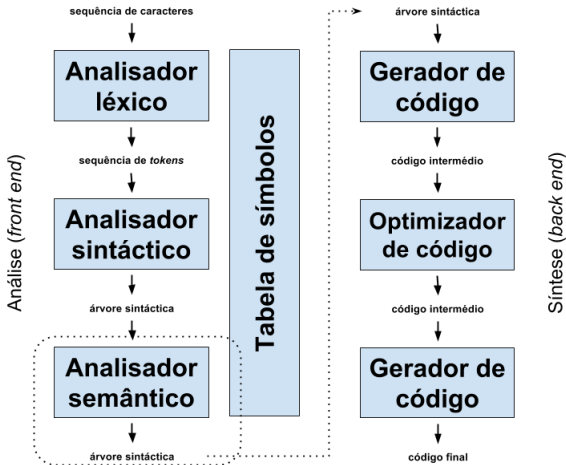 sequência de caracteres
Analisador
léxico
sequência de tokens
Analisador
sintáctico
árvore sintáctica
Analisador
semântico
árvore sintáctica
Análise (front end)
Tabela de símbolos
árvore sintáctica
Gerador de
código
código intermédio
Optimizador
de código
código intermédio
Gerador de
código
código final
Síntese (back end)